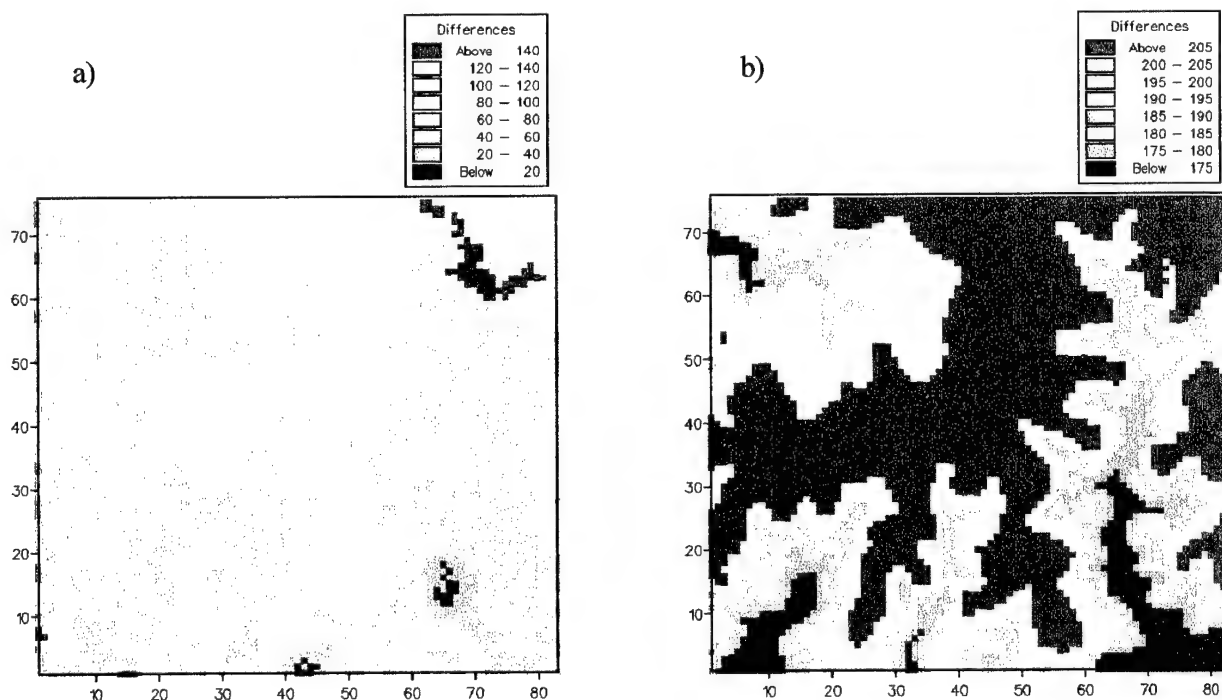 a)
Differences
Above 140
120 – 140
100 – 120
80 – 100
60 – 80
40 – 60
20 – 40
Below 20
70
60
50
40
30
20
10
10 20 30 40 50 60 70 80
b)
Differences
Above 205
200 – 205
195 – 200
190 – 195
185 – 190
180 – 185
175 – 180
Below 175
70
60
50
40
30
20
10
10 20 30 40 50 60 70 80